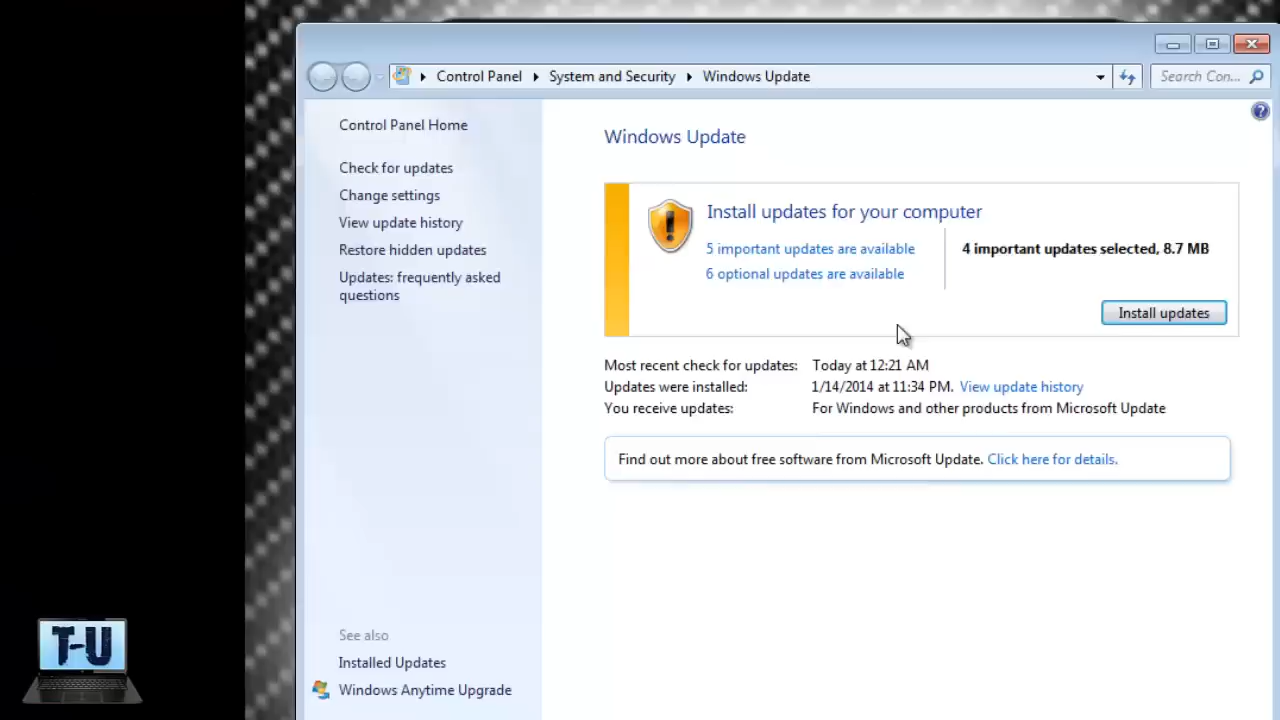 Control Panel
System and Security
Windows Update
Search Con...
Control Panel Home
Check for updates
Change settings
View update history
Restore hidden updates
Updates: frequently asked
questions
See also
Installed Updates
Windows Anytime Upgrade
Windows Update
Install updates for your computer
5 important updates are available
6 optional updates are available
4 important updates selected, 8.7 MB
Install updates
Most recent check for updates: Today at 12:21 AM
Updates were installed: 1/14/2014 at 11:34 PM. View update history
You receive updates: For Windows and other products from Microsoft Update
Find out more about free software from Microsoft Update. Click here for details.
T-U